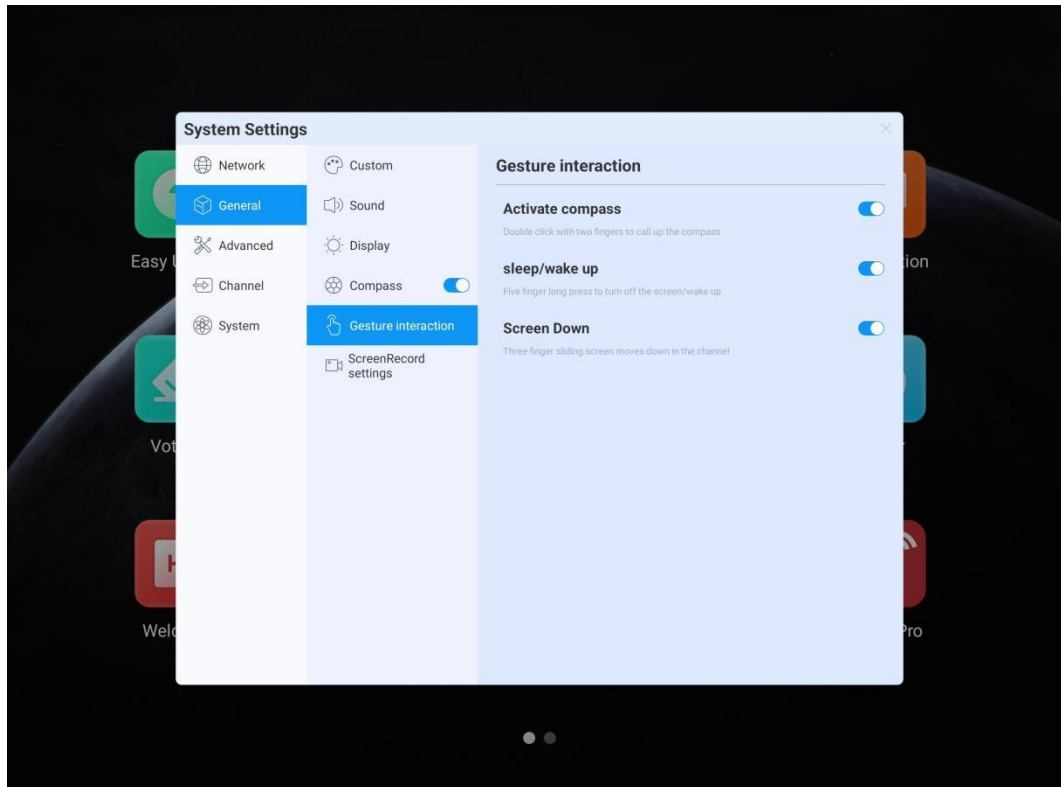 System Settings
Network
General
Advanced
Channel
System
Custom
Sound
Display
Compass
Gesture interaction
ScreenRecord
settings
Gesture interaction
Activate compass
Double click with two fingers to call up the compass
sleep/wake up
Five finger long press to turn off the screen/wake up
Screen Down
Three finger sliding screen moves down in the channel
Easy
ion
Vot
Welc
Pro